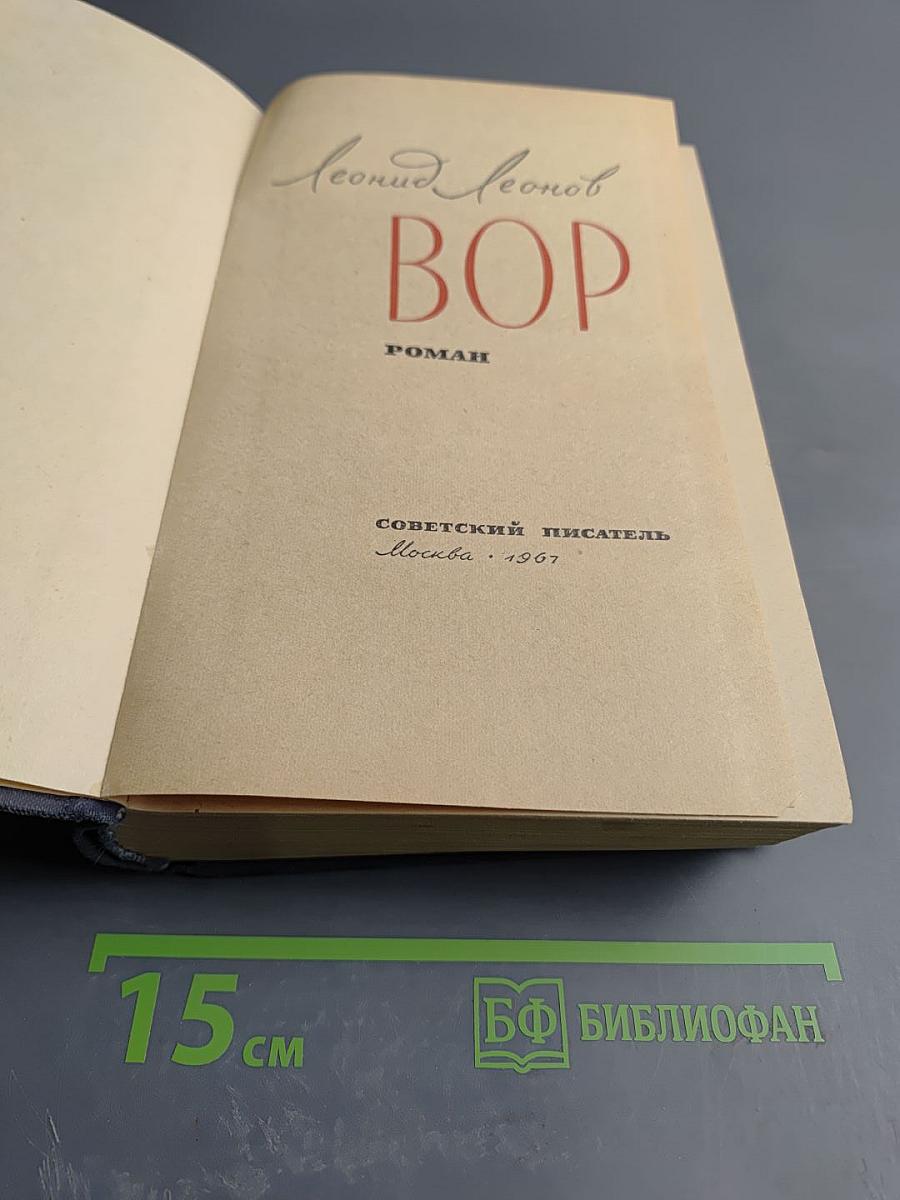 Леонид Леонов
ВОР
РОМАН
СОВЕТСКИЙ ПИСАТЕЛЬ
Москва · 1967
15 см
БФ БИБЛИОФАН